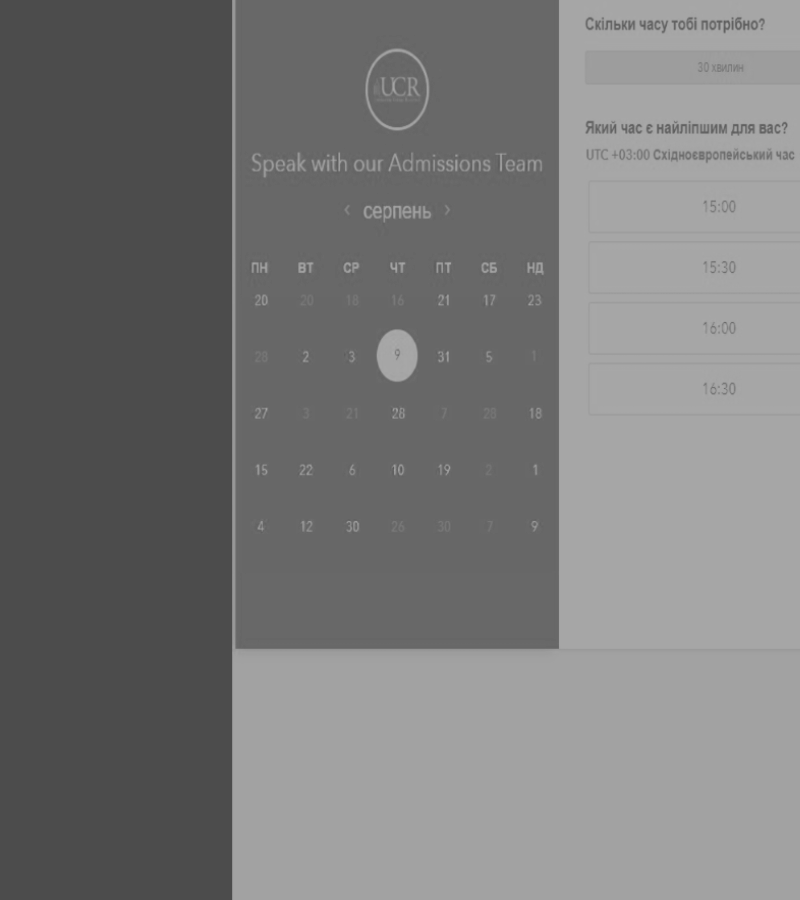 UCR
Speak with our Admissions Team
‹ серпень ›
ПН ВТ СР ЧТ ПТ СБ НД
20 20 18 16 21 17 23
28 2 3 9 31 5 1
27 3 21 28 7 28 18
15 22 6 10 19 2 1
4 12 30 26 30 7 9
Скільки часу тобі потрібно?
30 хвилин
Який час є найліпшим для вас?
UTC +03:00 Східноєвропейський час
15:00
15:30
16:00
16:30